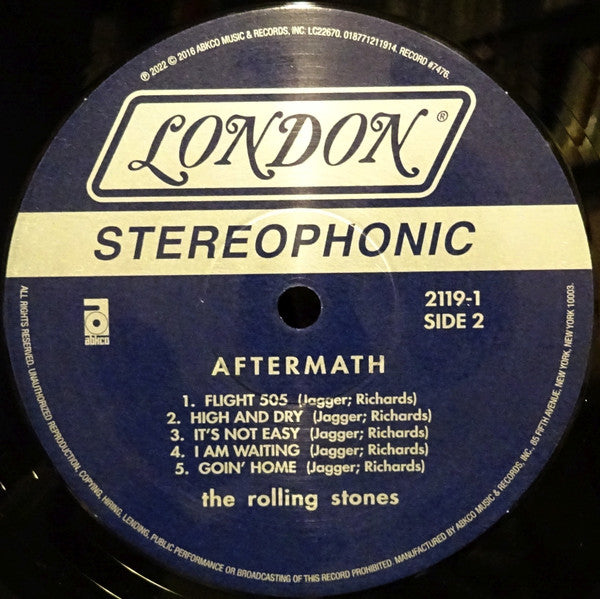 ℗ 2022 © 2016 ABKCO MUSIC & RECORDS, INC. LC22670. 018771211914. RECORD #7476.
LONDON®
STEREOPHONIC
abkco
2119-1
SIDE 2
AFTERMATH
1. FLIGHT 505 (Jagger; Richards)
2. HIGH AND DRY (Jagger; Richards)
3. IT'S NOT EASY (Jagger; Richards)
4. I AM WAITING (Jagger; Richards)
5. GOIN' HOME (Jagger; Richards)
the rolling stones
ALL RIGHTS RESERVED. UNAUTHORIZED REPRODUCTION, COPYING, HIRING, LENDING, PUBLIC PERFORMANCE OR BROADCASTING OF THIS RECORD PROHIBITED. MANUFACTURED BY ABKCO MUSIC & RECORDS, INC., 85 FIFTH AVENUE, NEW YORK, NEW YORK 10003.